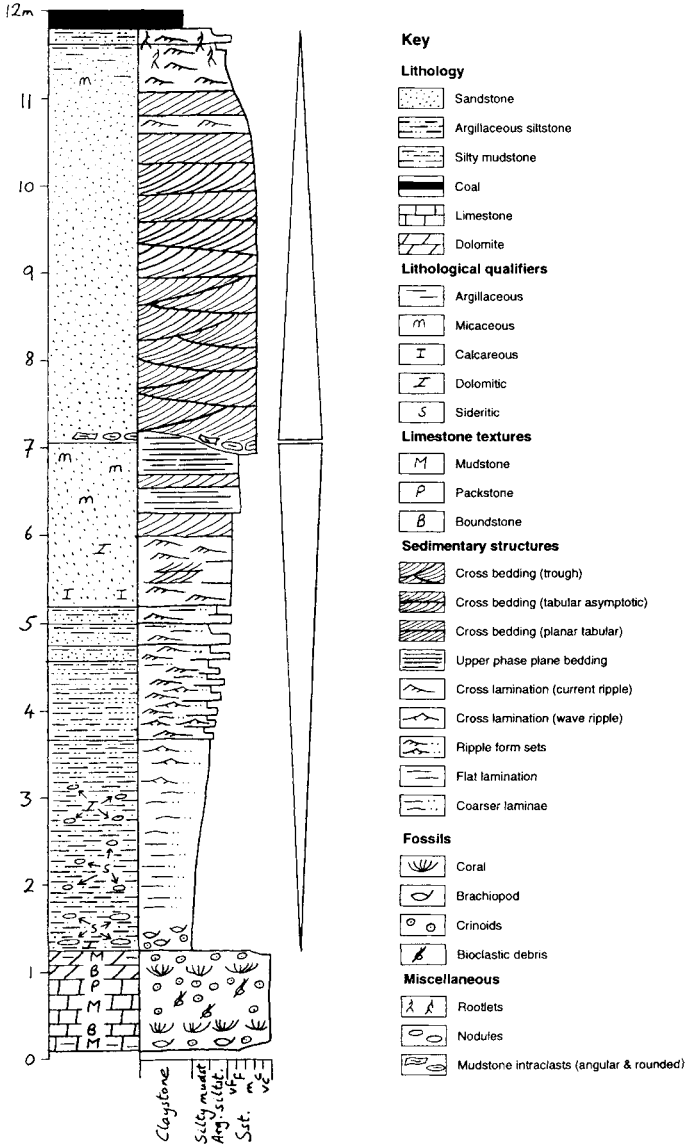 12m
11
10
9
8
7
6
5
4
3
2
1
0
m
m
m
m
I
I I
I
S
S
I
M
B
P
M
B
M
Claystone
Silty mudst
Arg. siltst.
vf
f
m
c
vc
Sst.
Key
Lithology
Sandstone
Argillaceous siltstone
Silty mudstone
Coal
Limestone
Dolomite
Lithological qualifiers
Argillaceous
m Micaceous
I Calcareous
I Dolomitic
S Sideritic
Limestone textures
M Mudstone
P Packstone
B Boundstone
Sedimentary structures
Cross bedding (trough)
Cross bedding (tabular asymptotic)
Cross bedding (planar tabular)
Upper phase plane bedding
Cross lamination (current ripple)
Cross lamination (wave ripple)
Ripple form sets
Flat lamination
Coarser laminae
Fossils
Coral
Brachiopod
Crinoids
Bioclastic debris
Miscellaneous
Rootlets
Nodules
Mudstone intraclasts (angular & rounded)